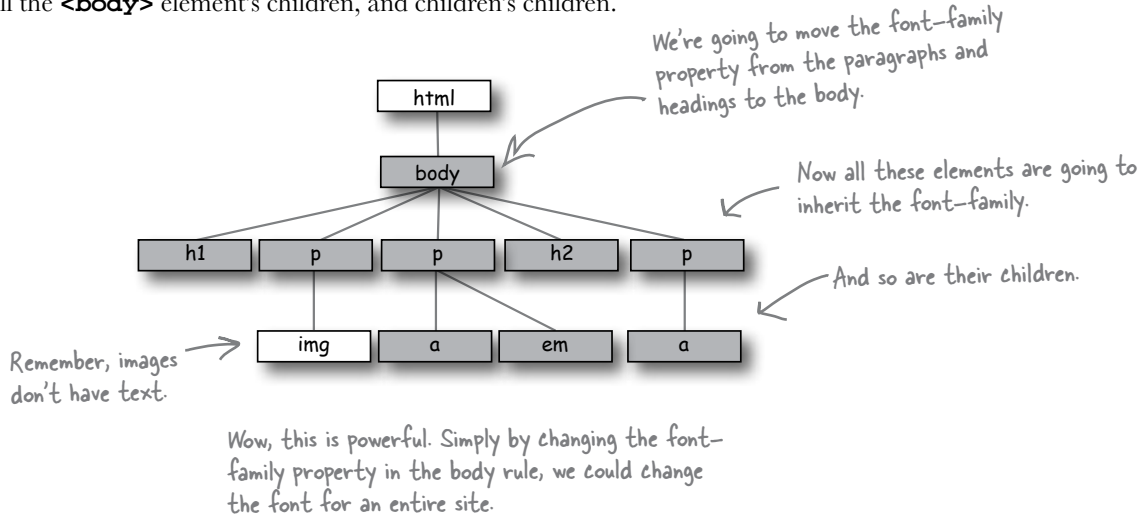 ll the <body> element's children, and children's children.
We're going to move the font-family
property from the paragraphs and
headings to the body.
html
body
Now all these elements are going to
inherit the font-family.
h1 p p h2 p
And so are their children.
img a em a
Remember, images
don't have text.
Wow, this is powerful. Simply by changing the font-
family property in the body rule, we could change
the font for an entire site.